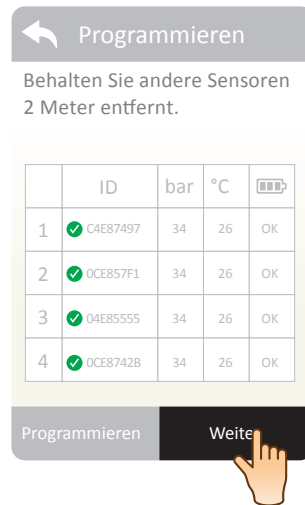 Programmieren
Behalten Sie andere Sensoren
2 Meter entfernt.
ID bar °C
1 C4E87497 34 26 OK
2 0CE857F1 34 26 OK
3 04E85555 34 26 OK
4 0CE8742B 34 26 OK
Programmieren Weite